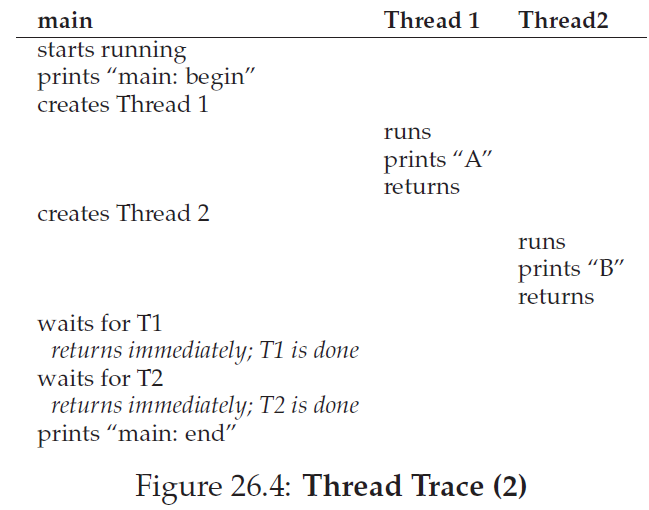 main Thread 1 Thread2
starts running
prints “main: begin”
creates Thread 1
runs
prints “A”
returns
creates Thread 2
runs
prints “B”
returns
waits for T1
returns immediately; T1 is done
waits for T2
returns immediately; T2 is done
prints “main: end”
Figure 26.4: Thread Trace (2)